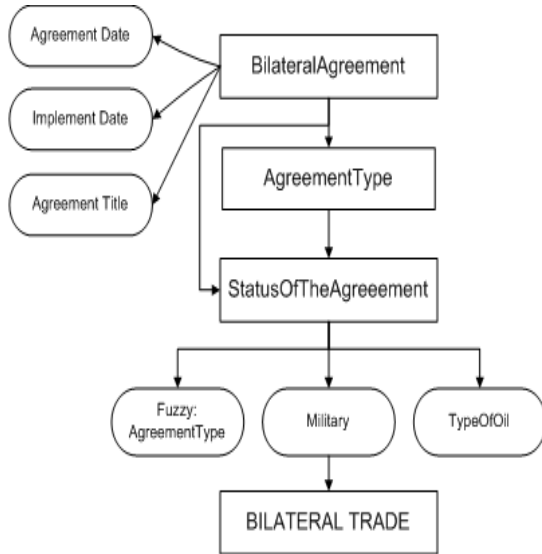 Agreement Date
BilateralAgreement
Implement Date
AgreementType
Agreement Title
StatusOfTheAgreeement
Fuzzy:
AgreementType
Military
TypeOfOil
BILATERAL TRADE